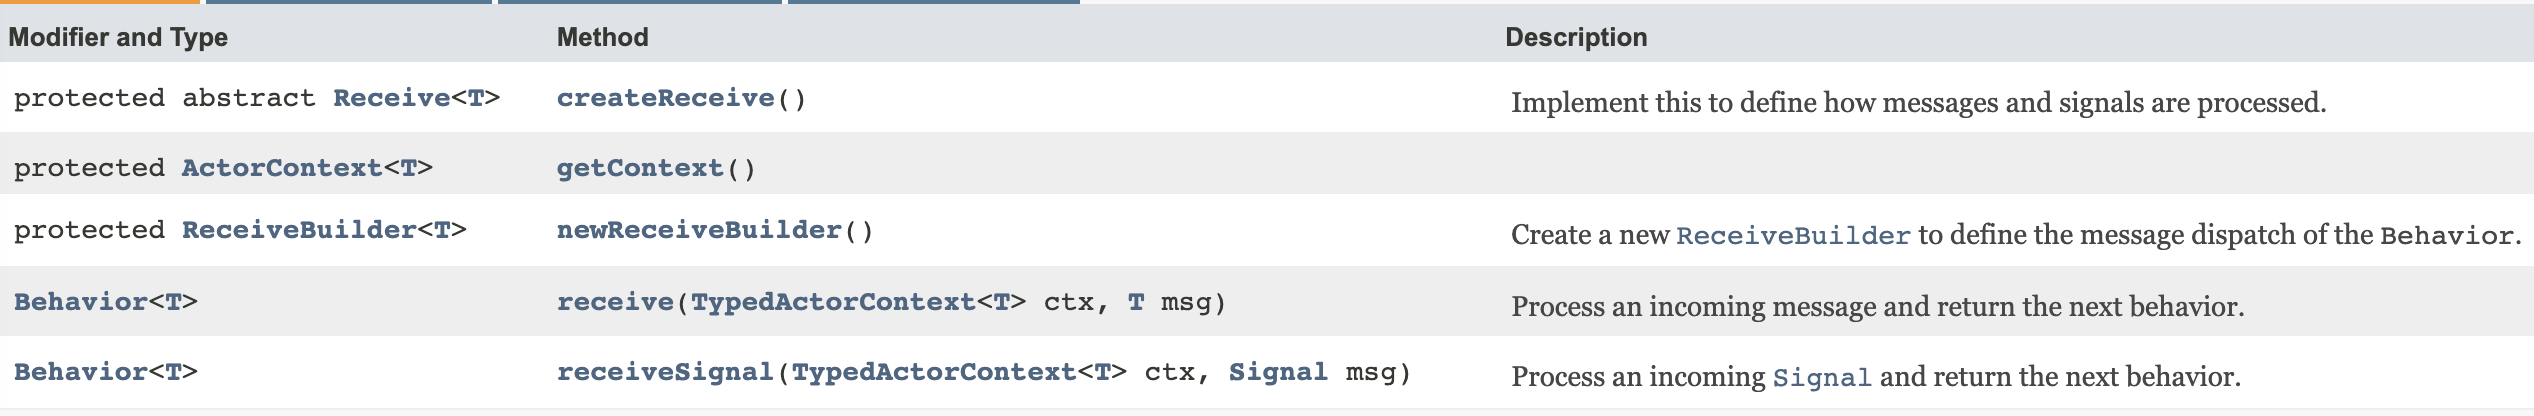 Modifier and Type Method Description
protected abstract Receive<T> createReceive() Implement this to define how messages and signals are processed.
protected ActorContext<T> getContext()
protected ReceiveBuilder<T> newReceiveBuilder() Create a new ReceiveBuilder to define the message dispatch of the Behavior.
Behavior<T> receive(TypedActorContext<T> ctx, T msg) Process an incoming message and return the next behavior.
Behavior<T> receiveSignal(TypedActorContext<T> ctx, Signal msg) Process an incoming Signal and return the next behavior.